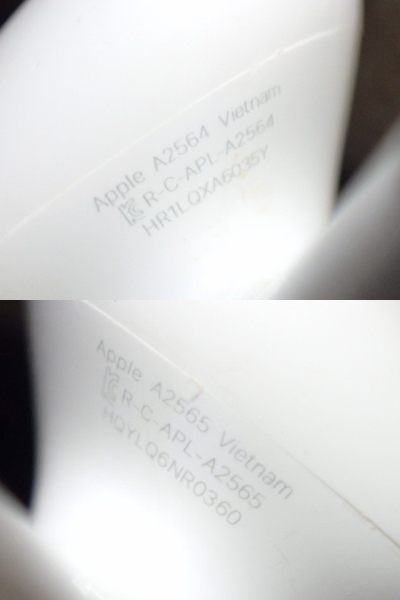 Apple A2564 Vietnam
R-C-APL-A2564
HR1LQXA6035Y
Apple A2565 Vietnam
R-C-APL-A2565
HQYLQ6NR0360